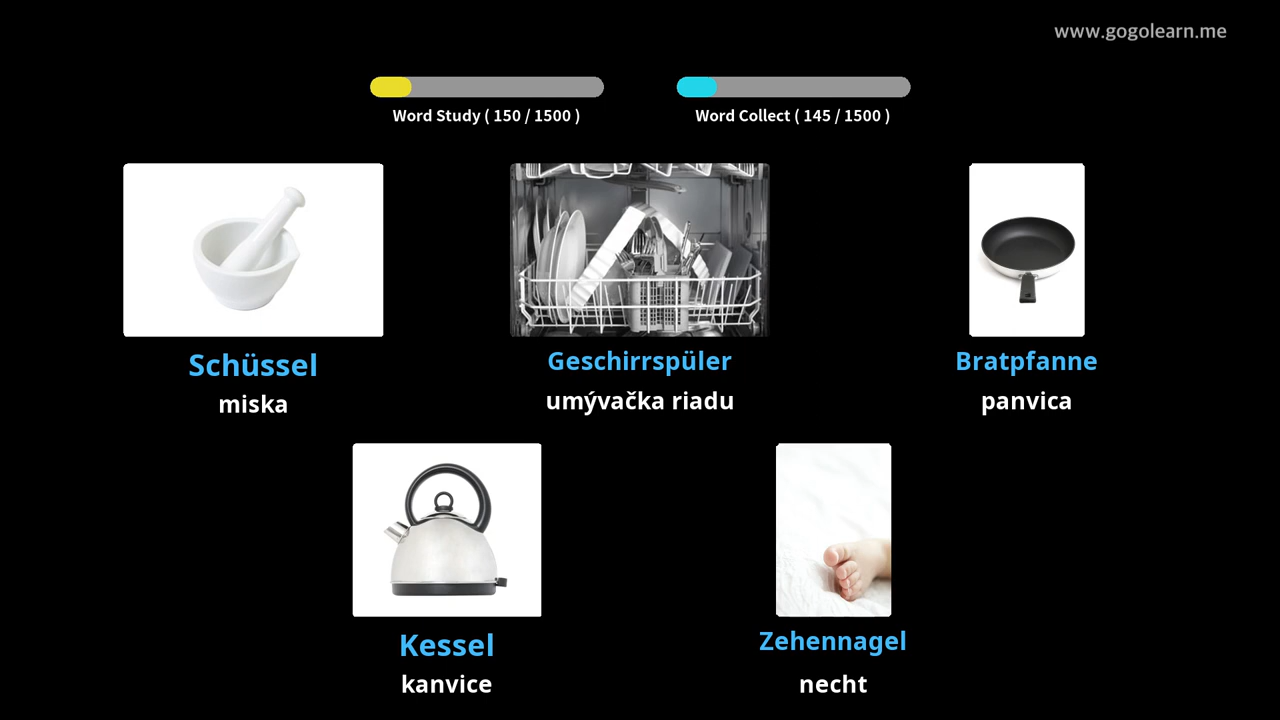 www.gogolearn.me
Word Study ( 150 / 1500 )
Word Collect ( 145 / 1500 )
Schüssel
miska
Geschirrspüler
umývačka riadu
Bratpfanne
panvica
Kessel
kanvice
Zehennagel
necht